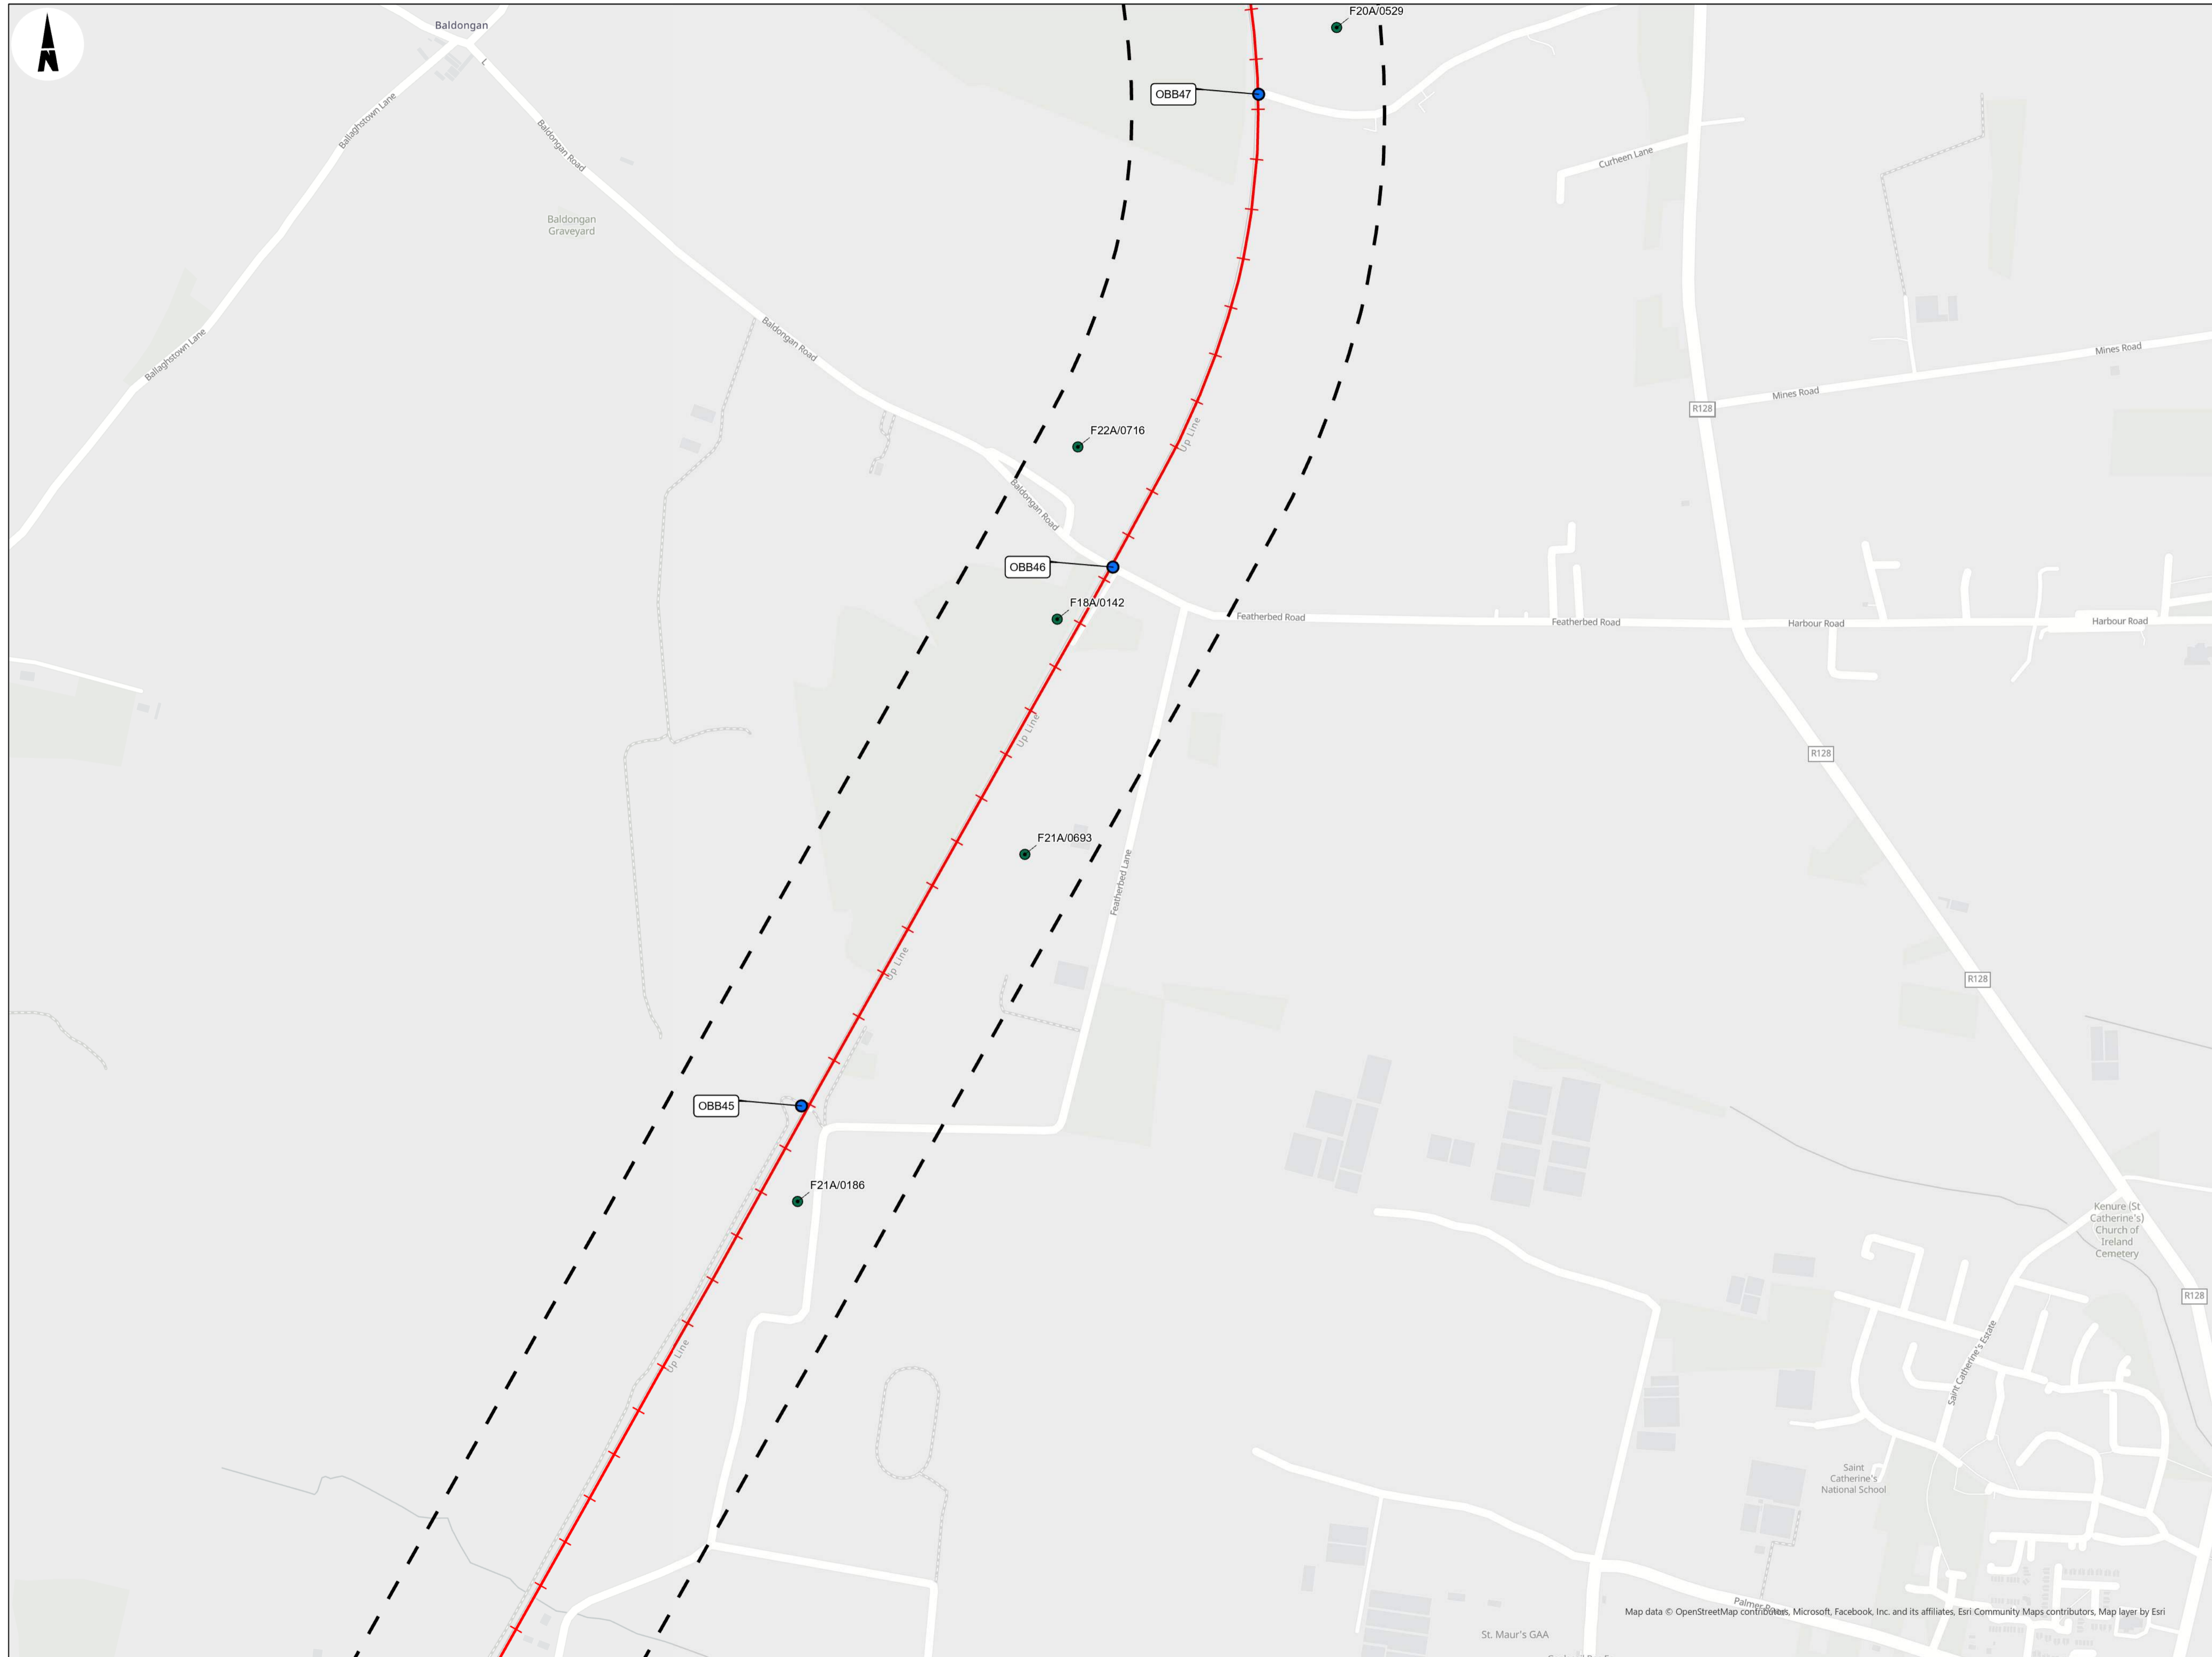 F20A/0529
Baldongan
N
L
OBB47
Ballaghstown Lane
Baldongan Road
Curheen Lane
Baldongan
Graveyard
Baldongan Road
Ballaghstown Lane
Mines Road
Mines Road
R128
F22A/0716
Up Line
Baldongan Road
OBB46
F18A/0142
Featherbed Road
Featherbed Road
Harbour Road
Harbour Road
Up Line
R128
F21A/0693
Featherbed Lane
Up Line
R128
OBB45
F21A/0186
Kenure (St
Catherine's)
Church of
Ireland
Cemetery
R128
Up Line
Saint Catherine's Estate
Saint
Catherine's
National School
Palmer Road
Map data © OpenStreetMap contributors, Microsoft, Facebook, Inc. and its affiliates, Esri Community Maps contributors, Map layer by Esri
St. Maur's GAA